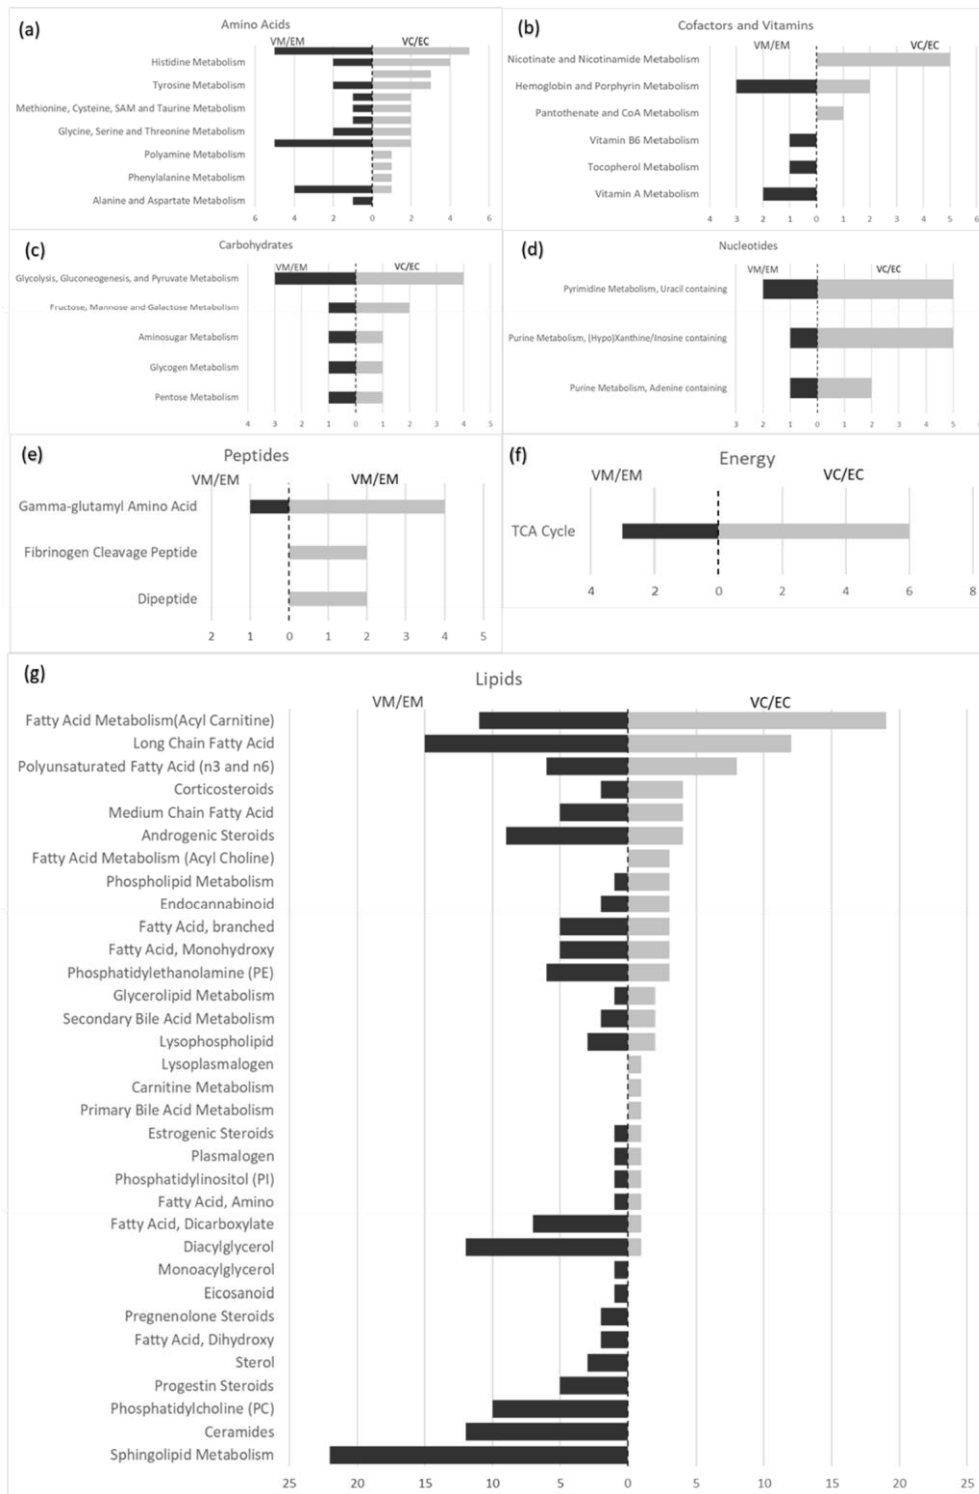 (a)
Amino Acids
VM/EM VC/EC
Histidine Metabolism
Tyrosine Metabolism
Methionine, Cysteine, SAM and Taurine Metabolism
Glycine, Serine and Threonine Metabolism
Polyamine Metabolism
Phenylalanine Metabolism
Alanine and Aspartate Metabolism
6 4 2 0 2 4 6
(b)
Cofactors and Vitamins
VM/EM VC/EC
Nicotinate and Nicotinamide Metabolism
Hemoglobin and Porphyrin Metabolism
Pantothenate and CoA Metabolism
Vitamin B6 Metabolism
Tocopherol Metabolism
Vitamin A Metabolism
4 3 2 1 0 1 2 3 4 5 6
(c)
Carbohydrates
VM/EM VC/EC
Glycolysis, Gluconeogenesis, and Pyruvate Metabolism
Fructose, Mannose and Galactose Metabolism
Aminosugar Metabolism
Glycogen Metabolism
Pentose Metabolism
4 3 2 1 0 1 2 3 4 5
(d)
Nucleotides
VM/EM VC/EC
Pyrimidine Metabolism, Uracil containing
Purine Metabolism, (Hypo)Xanthine/Inosine containing
Purine Metabolism, Adenine containing
3 2 1 0 1 2 3 4 5 6
(e)
Peptides
VM/EM VM/EM
Gamma-glutamyl Amino Acid
Fibrinogen Cleavage Peptide
Dipeptide
2 1 0 1 2 3 4 5
(f)
Energy
VM/EM VC/EC
TCA Cycle
4 2 0 2 4 6 8
(g)
Lipids
VM/EM VC/EC
Fatty Acid Metabolism(Acyl Carnitine)
Long Chain Fatty Acid
Polyunsaturated Fatty Acid (n3 and n6)
Corticosteroids
Medium Chain Fatty Acid
Androgenic Steroids
Fatty Acid Metabolism (Acyl Choline)
Phospholipid Metabolism
Endocannabinoid
Fatty Acid, branched
Fatty Acid, Monohydroxy
Phosphatidylethanolamine (PE)
Glycerolipid Metabolism
Secondary Bile Acid Metabolism
Lysophospholipid
Lysoplasmalogen
Carnitine Metabolism
Primary Bile Acid Metabolism
Estrogenic Steroids
Plasmalogen
Phosphatidylinositol (PI)
Fatty Acid, Amino
Fatty Acid, Dicarboxylate
Diacylglycerol
Monoacylglycerol
Eicosanoid
Pregnenolone Steroids
Fatty Acid, Dihydroxy
Sterol
Progestin Steroids
Phosphatidylcholine (PC)
Ceramides
Sphingolipid Metabolism
25 20 15 10 5 0 5 10 15 20 25